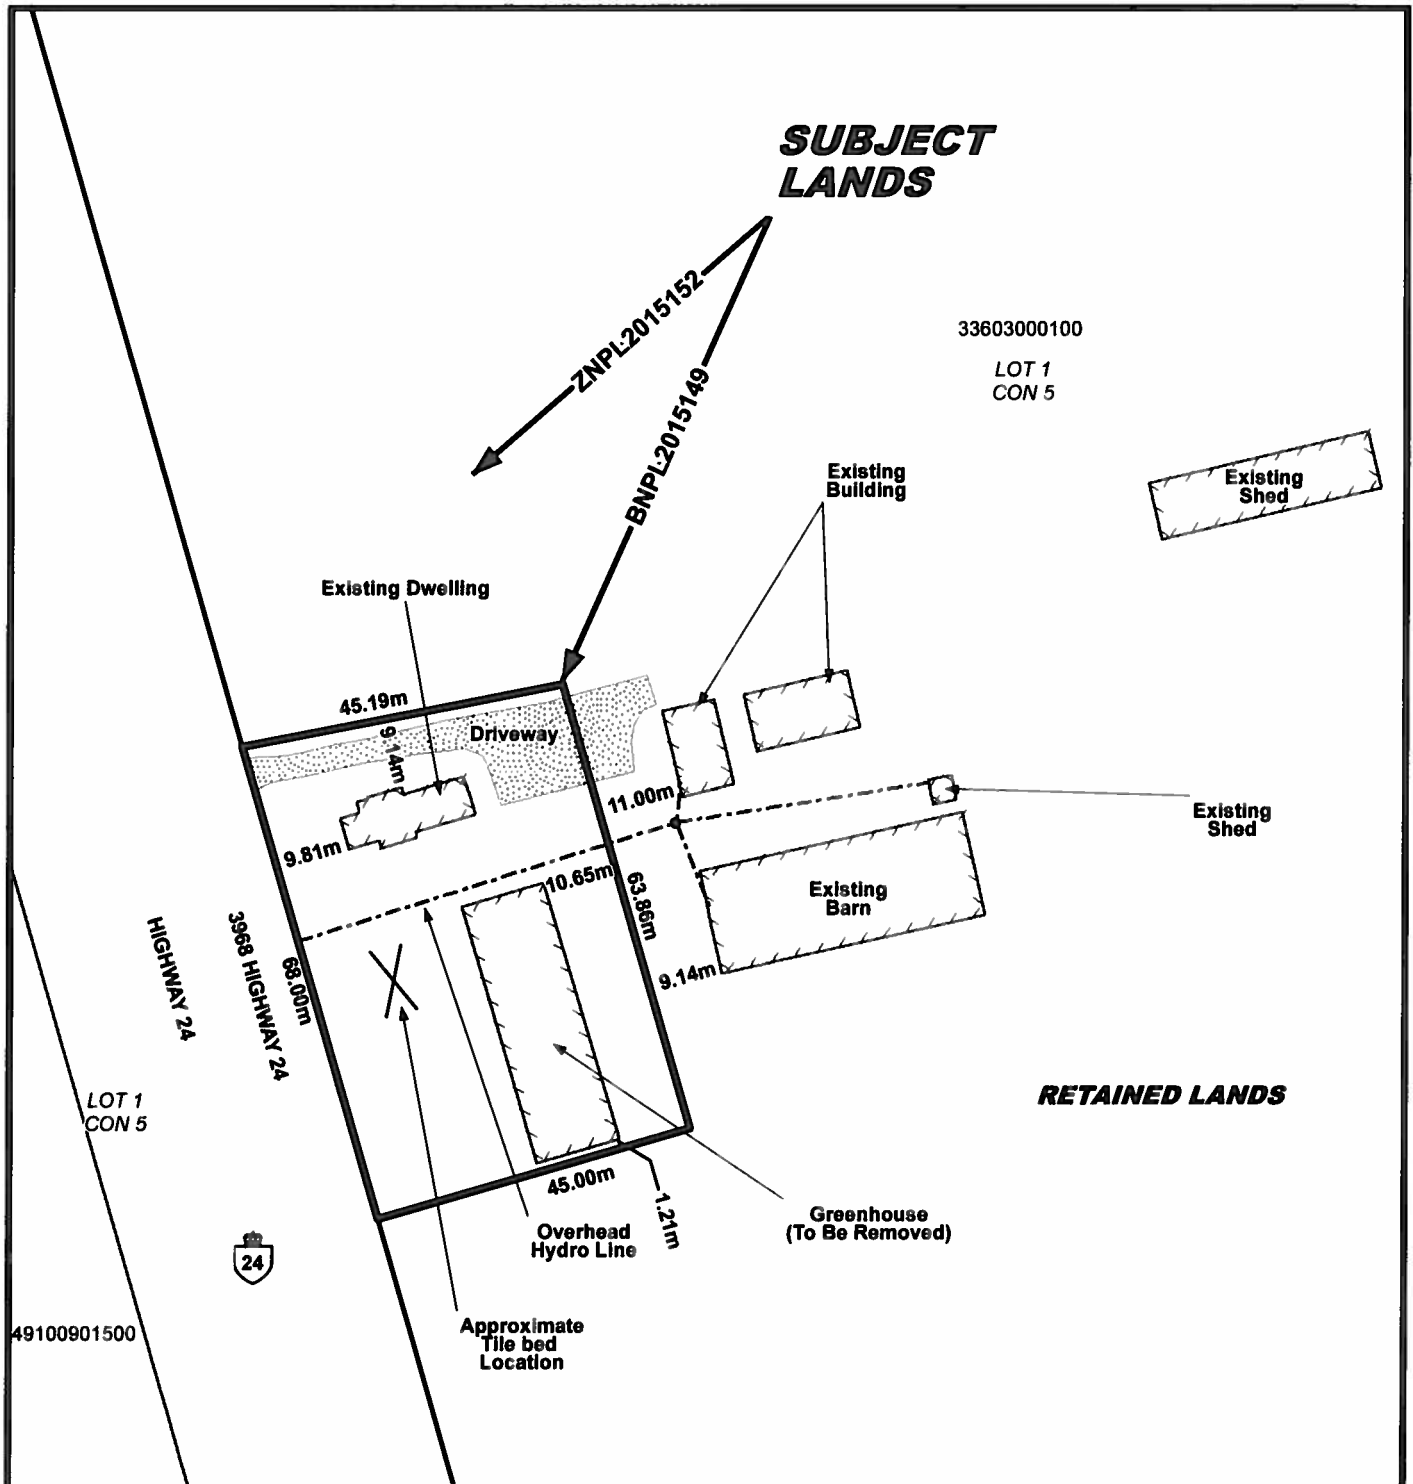 SUBJECT
LANDS
ZNPL2015152
BNPL2015149
33603000100
LOT 1
CON 5
Existing
Building
Existing
Shed
Existing Dwelling
45.19m
9.14m
Driveway
11.00m
9.81m
Existing
Shed
10.65m
63.86m
Existing
Barn
9.14m
HIGHWAY 24
3968 HIGHWAY 24
68.00m
LOT 1
CON 5
RETAINED LANDS
45.00m
1.21m
Greenhouse
(To Be Removed)
Overhead
Hydro Line
24
49100901500
Approximate
Tile bed
Location